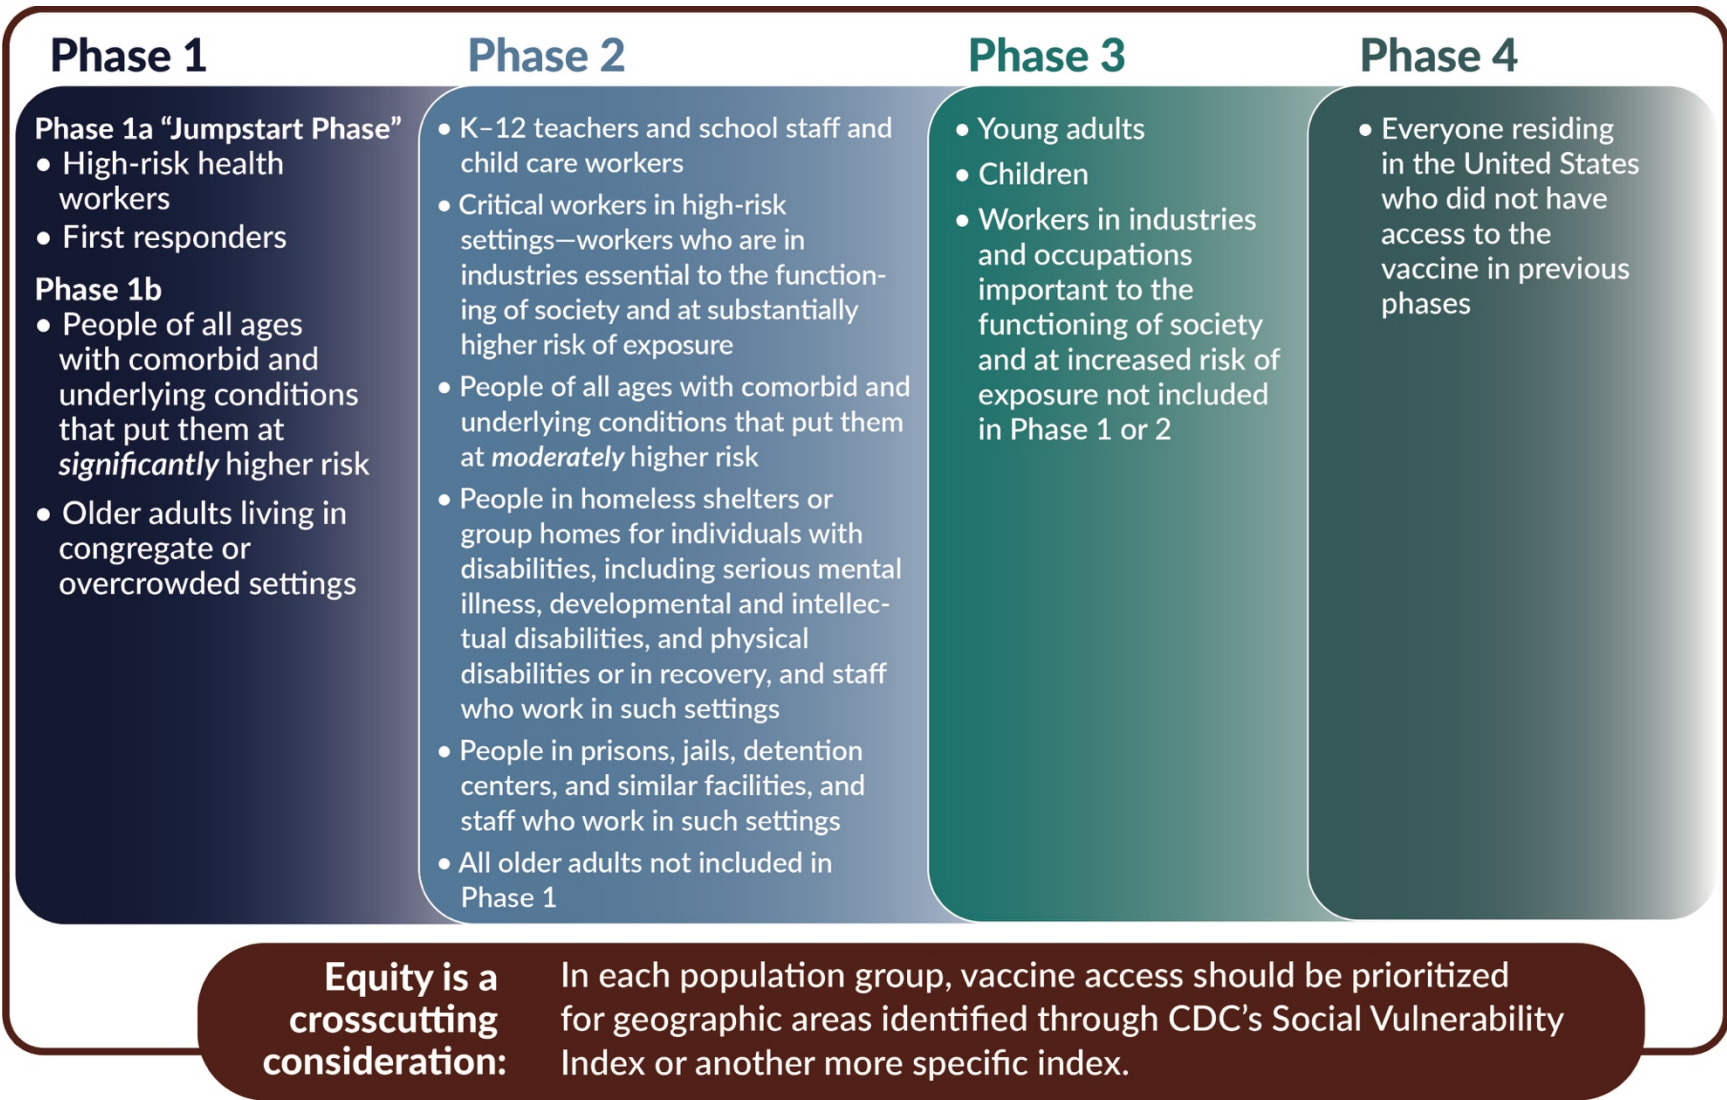 Phase 1
Phase 1a “Jumpstart Phase”
• High-risk health
workers
• First responders
Phase 1b
• People of all ages
with comorbid and
underlying conditions
that put them at
significantly higher risk
• Older adults living in
congregate or
overcrowded settings
Phase 2
• K–12 teachers and school staff and
child care workers
• Critical workers in high-risk
settings—workers who are in
industries essential to the function-
ing of society and at substantially
higher risk of exposure
• People of all ages with comorbid and
underlying conditions that put them
at moderately higher risk
• People in homeless shelters or
group homes for individuals with
disabilities, including serious mental
illness, developmental and intellec-
tual disabilities, and physical
disabilities or in recovery, and staff
who work in such settings
• People in prisons, jails, detention
centers, and similar facilities, and
staff who work in such settings
• All older adults not included in
Phase 1
Phase 3
• Young adults
• Children
• Workers in industries
and occupations
important to the
functioning of society
and at increased risk of
exposure not included
in Phase 1 or 2
Phase 4
• Everyone residing
in the United States
who did not have
access to the
vaccine in previous
phases
Equity is a
crosscutting
consideration:
In each population group, vaccine access should be prioritized
for geographic areas identified through CDC’s Social Vulnerability
Index or another more specific index.